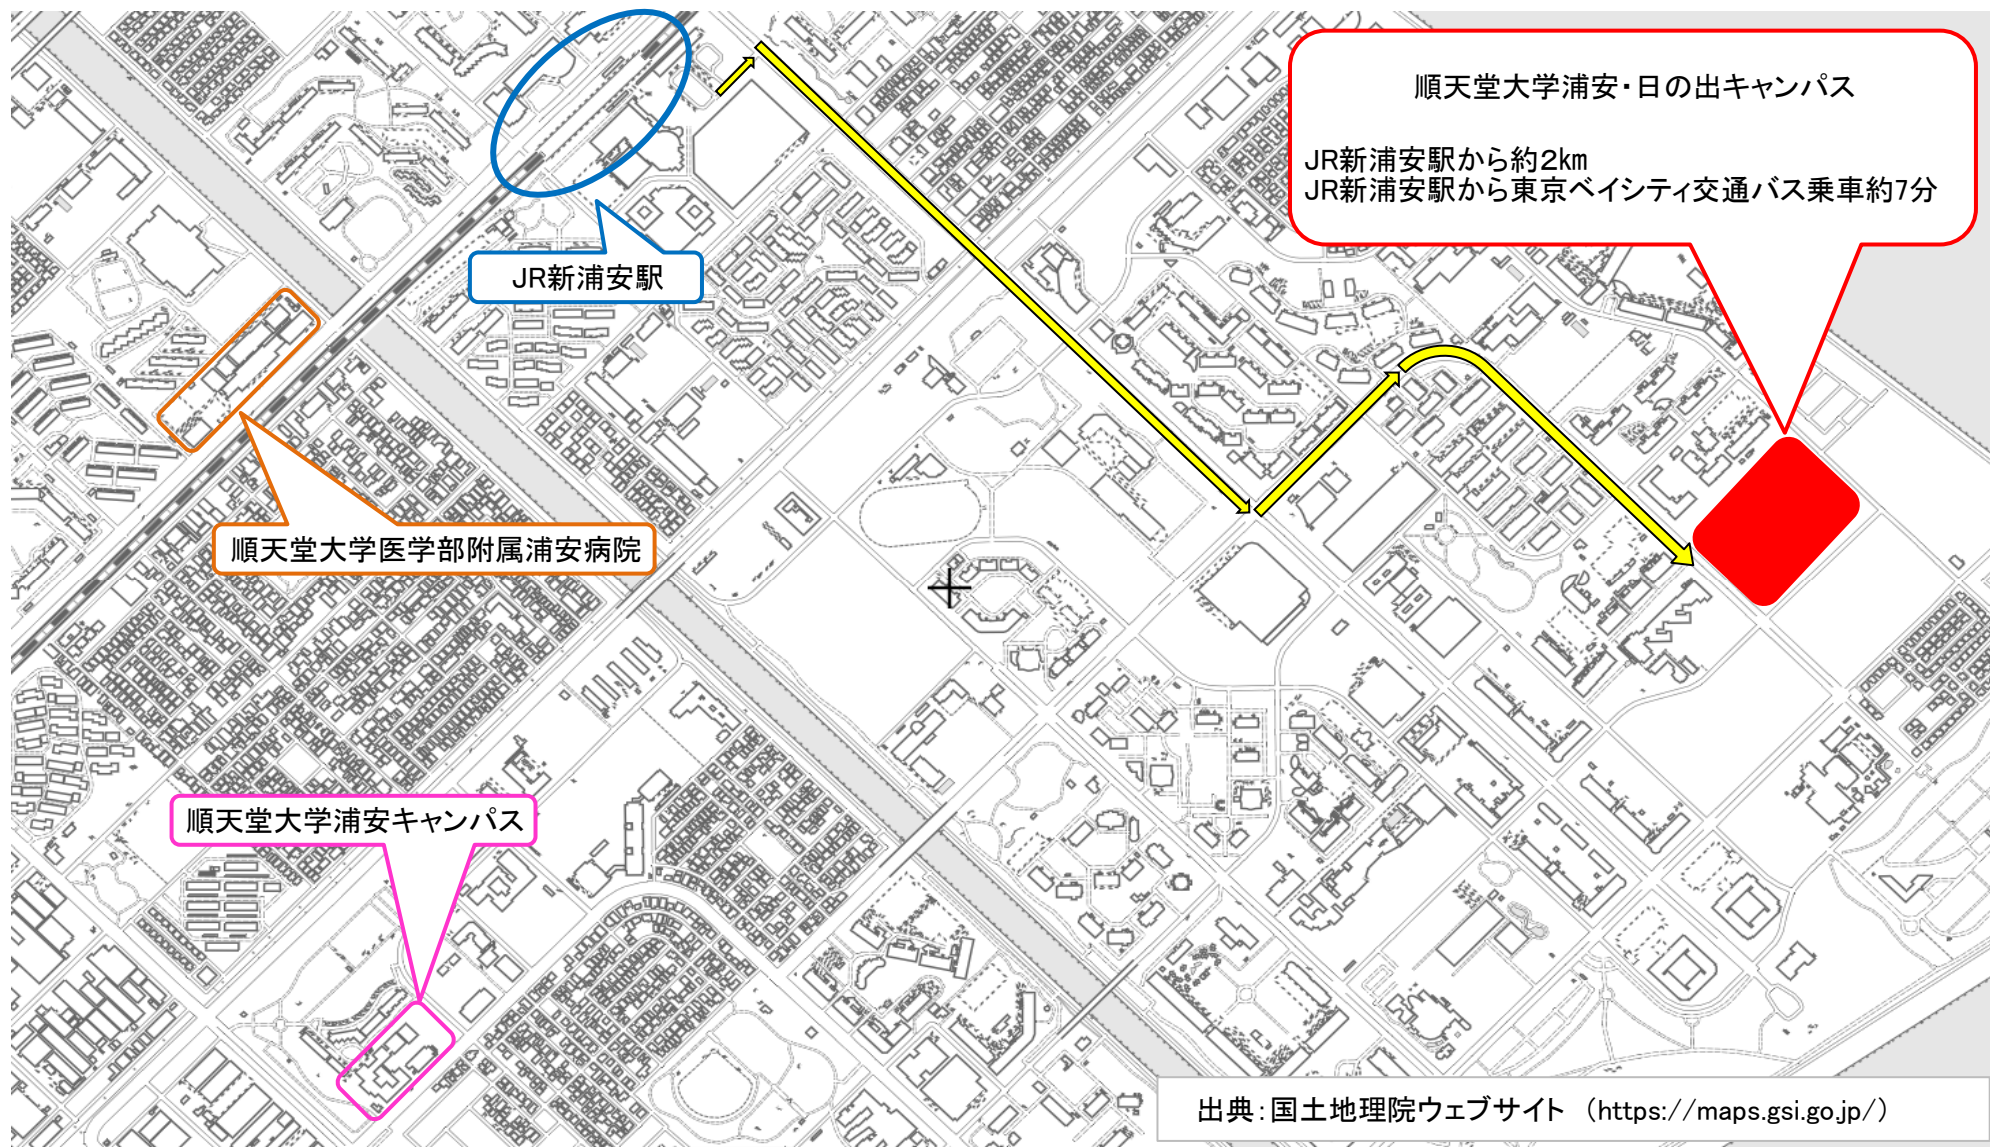 順天堂大学浦安・日の出キャンパス
JR新浦安駅から約2km
JR新浦安駅から東京ベイシティ交通バス乗車約7分
JR新浦安駅
順天堂大学医学部附属浦安病院
順天堂大学浦安キャンパス
出典：国土地理院ウェブサイト （https://maps.gsi.go.jp/）